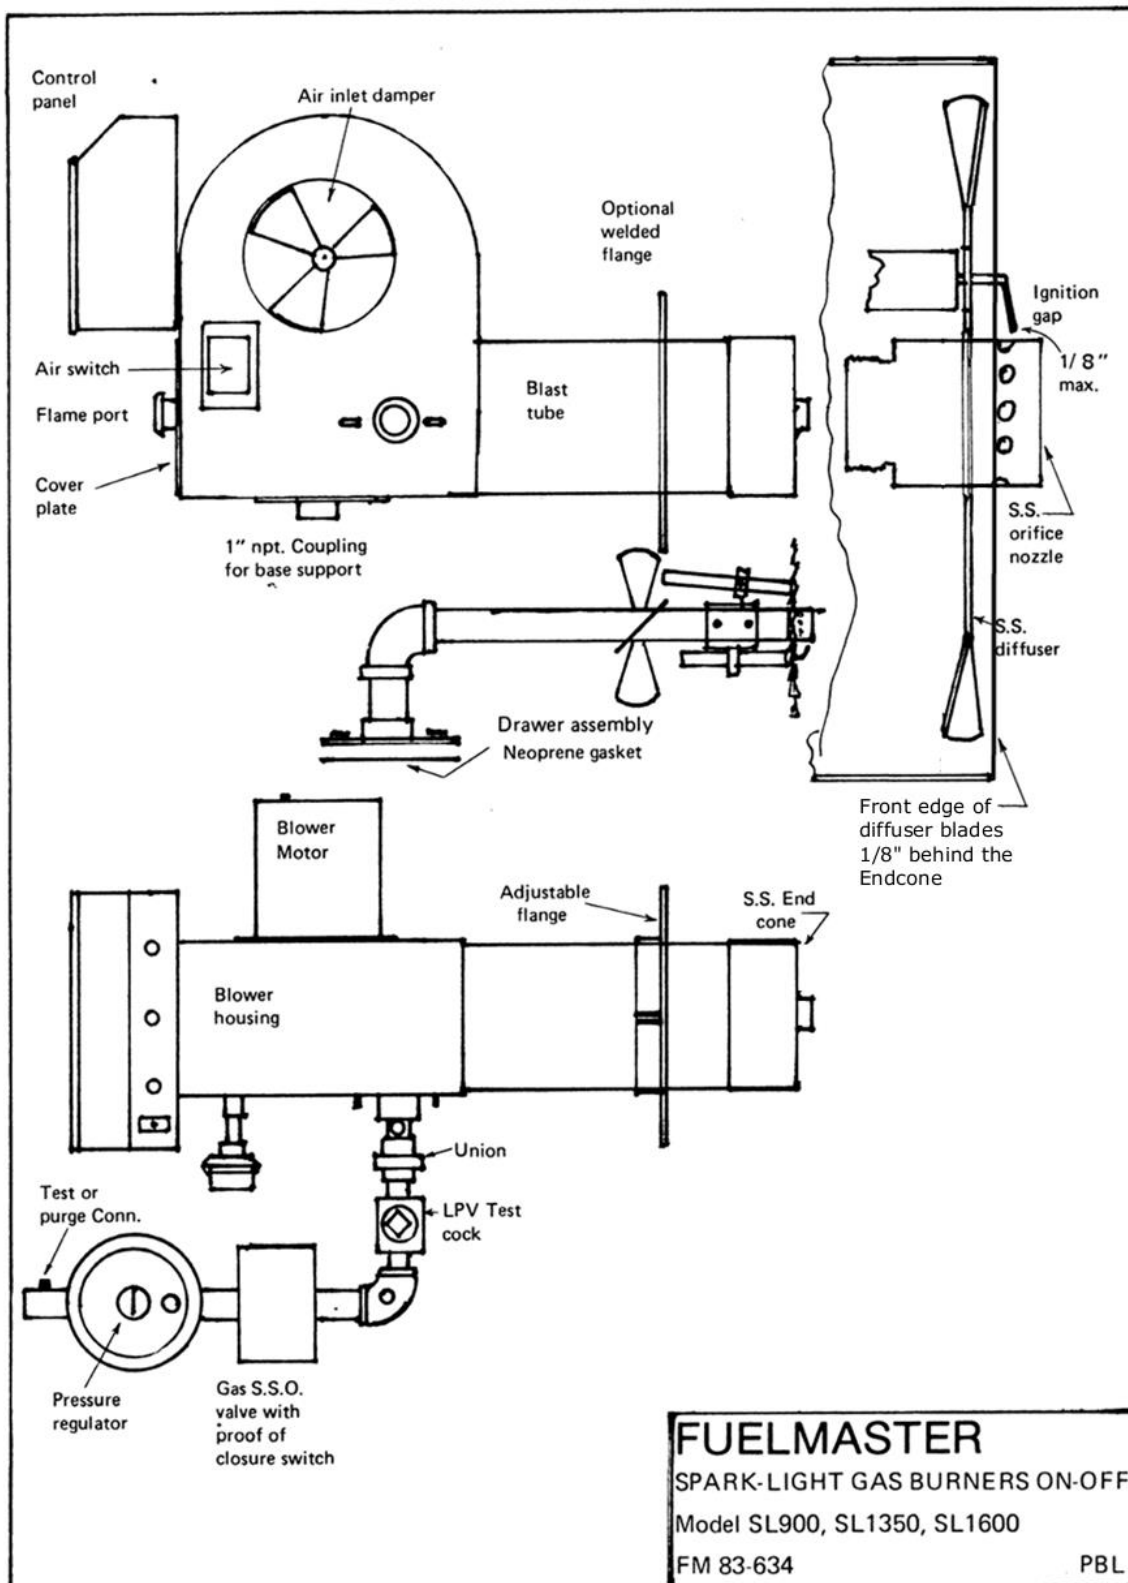 Control
panel
Air inlet damper
Optional
welded
flange
Ignition
gap
1/8"
max.
Air switch
Flame port
Blast
tube
Cover
plate
S.S.
orifice
nozzle
1" npt. Coupling
for base support
S.S.
diffuser
Drawer assembly
Neoprene gasket
Front edge of
diffuser blades
1/8" behind the
Endcone
Blower
Motor
Adjustable
flange
S.S. End
cone
Blower
housing
Union
Test or
purge Conn.
LPV Test
cock
Pressure
regulator
Gas S.S.O.
valve with
proof of
closure switch
FUELMASTER
SPARK-LIGHT GAS BURNERS ON-OFF
Model SL900, SL1350, SL1600
FM 83-634 PBL